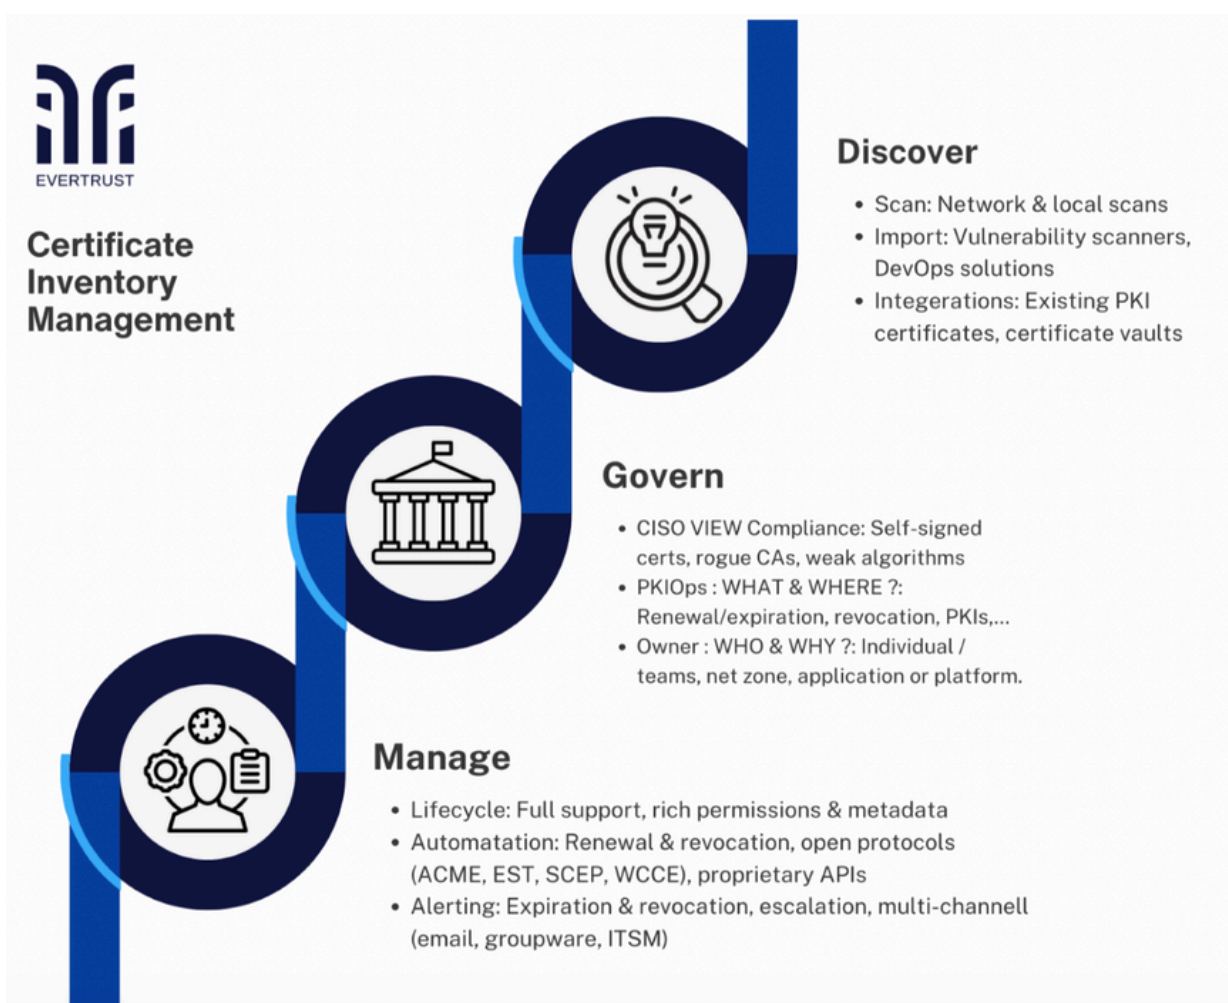 EVERTRUST
Certificate
Inventory
Management
Discover
• Scan: Network & local scans
• Import: Vulnerability scanners,
DevOps solutions
• Integerations: Existing PKI
certificates, certificate vaults
Govern
• CISO VIEW Compliance: Self-signed
certs, rogue CAs, weak algorithms
• PKIOps : WHAT & WHERE ?:
Renewal/expiration, revocation, PKIs,...
• Owner : WHO & WHY ?: Individual /
teams, net zone, application or platform.
Manage
• Lifecycle: Full support, rich permissions & metadata
• Automatation: Renewal & revocation, open protocols
(ACME, EST, SCEP, WCCE), proprietary APIs
• Alerting: Expiration & revocation, escalation, multi-channell
(email, groupware, ITSM)